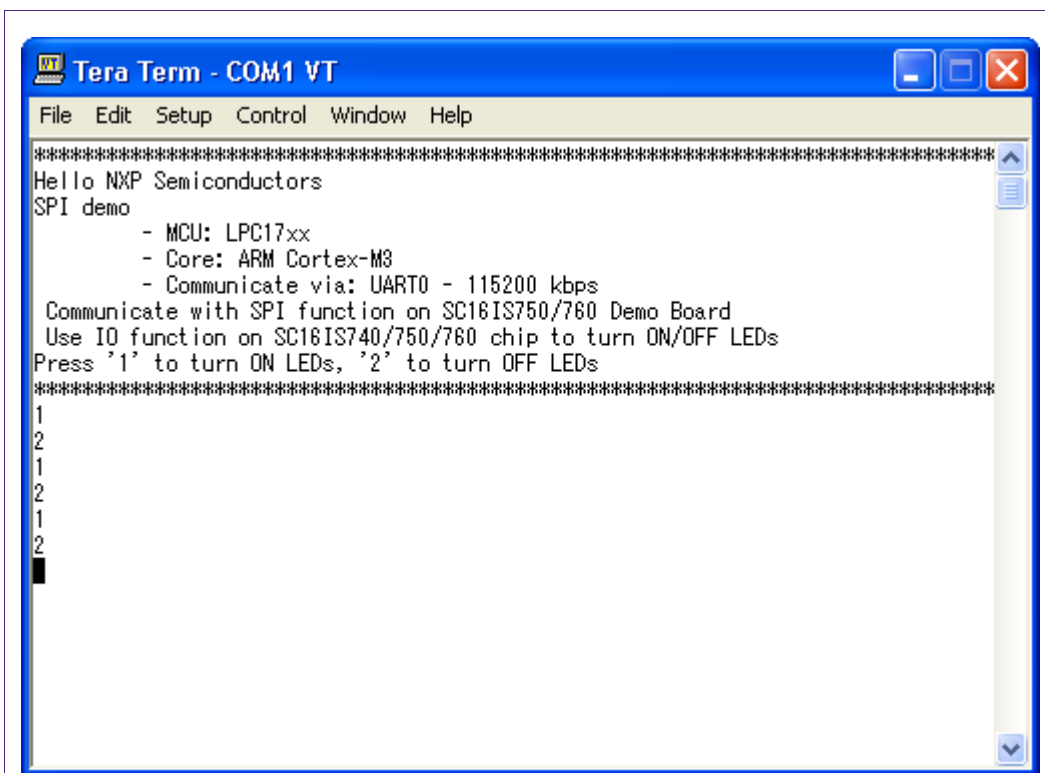 VT
Tera Term - COM1 VT
File Edit Setup Control Window Help
********************************************************************************
Hello NXP Semiconductors
SPI demo
- MCU: LPC17xx
- Core: ARM Cortex-M3
- Communicate via: UART0 - 115200 kbps
Communicate with SPI function on SC16IS750/760 Demo Board
Use IO function on SC16IS740/750/760 chip to turn ON/OFF LEDs
Press '1' to turn ON LEDs, '2' to turn OFF LEDs
********************************************************************************
1
2
1
2
1
2